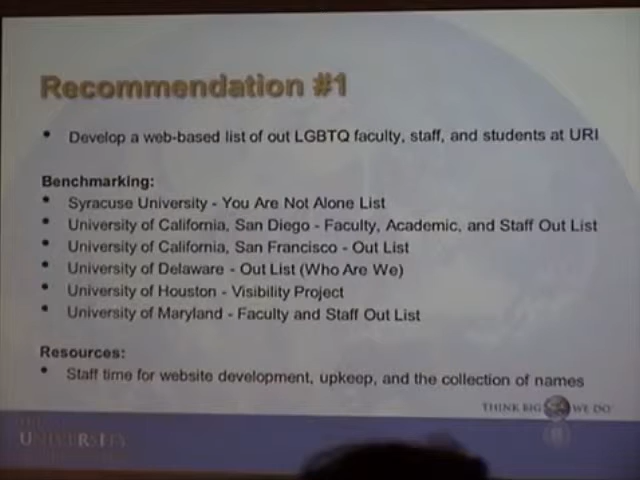 Recommendation #1
• Develop a web-based list of out LGBTQ faculty, staff, and students at URI
Benchmarking:
• Syracuse University - You Are Not Alone List
• University of California, San Diego - Faculty, Academic, and Staff Out List
• University of California, San Francisco - Out List
• University of Delaware - Out List (Who Are We)
• University of Houston - Visibility Project
• University of Maryland - Faculty and Staff Out List
Resources:
• Staff time for website development, upkeep, and the collection of names
THINK BIG WE DO
THE
UNIVERSITY